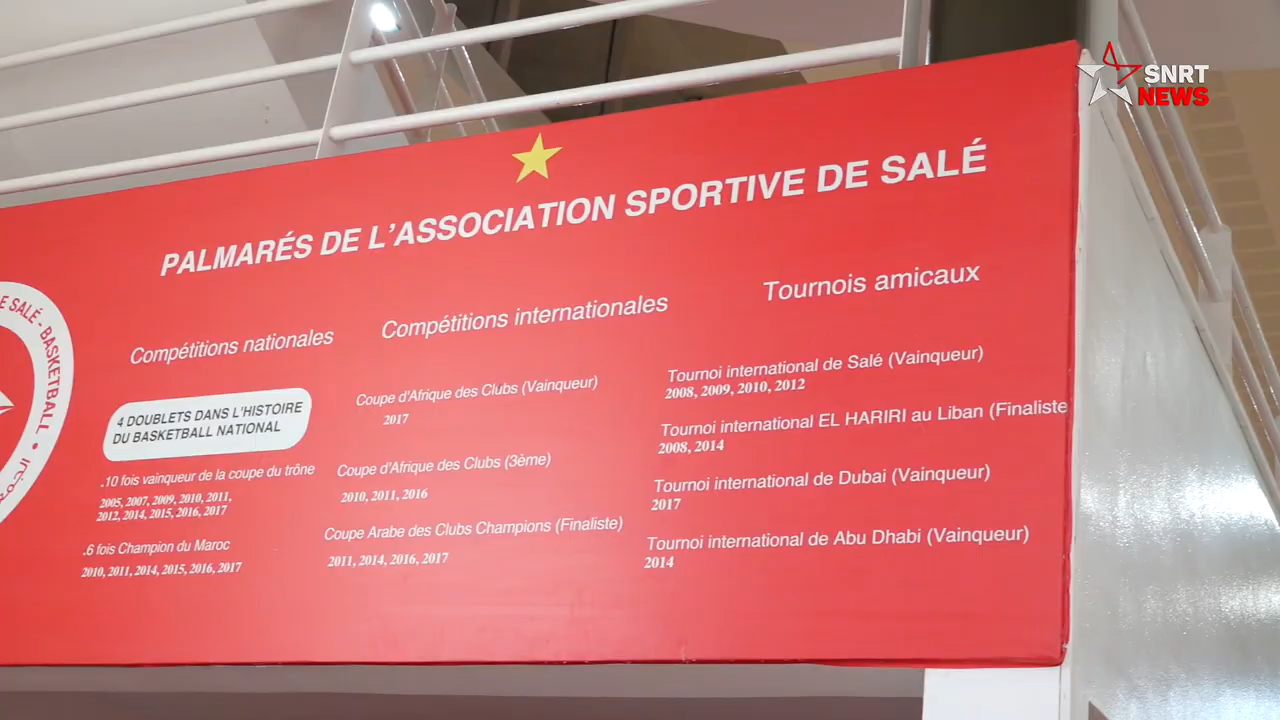 SNRT
NEWS
PALMARÉS DE L'ASSOCIATION SPORTIVE DE SALÉ
E SALÉ - BASKETBALL •
Compétitions nationales
4 DOUBLETS DANS L'HISTOIRE
DU BASKETBALL NATIONAL
.10 fois vainqueur de la coupe du trône
2005, 2007, 2009, 2010, 2011,
2012, 2014, 2015, 2016, 2017
.6 fois Champion du Maroc
2010, 2011, 2014, 2015, 2016, 2017
Compétitions internationales
Coupe d'Afrique des Clubs (Vainqueur)
2017
Coupe d'Afrique des Clubs (3ème)
2010, 2011, 2016
Coupe Arabe des Clubs Champions (Finaliste)
2011, 2014, 2016, 2017
Tournois amicaux
Tournoi international de Salé (Vainqueur)
2008, 2009, 2010, 2012
Tournoi international EL HARIRI au Liban (Finaliste
2008, 2014
Tournoi international de Dubai (Vainqueur)
2017
Tournoi international de Abu Dhabi (Vainqueur)
2014